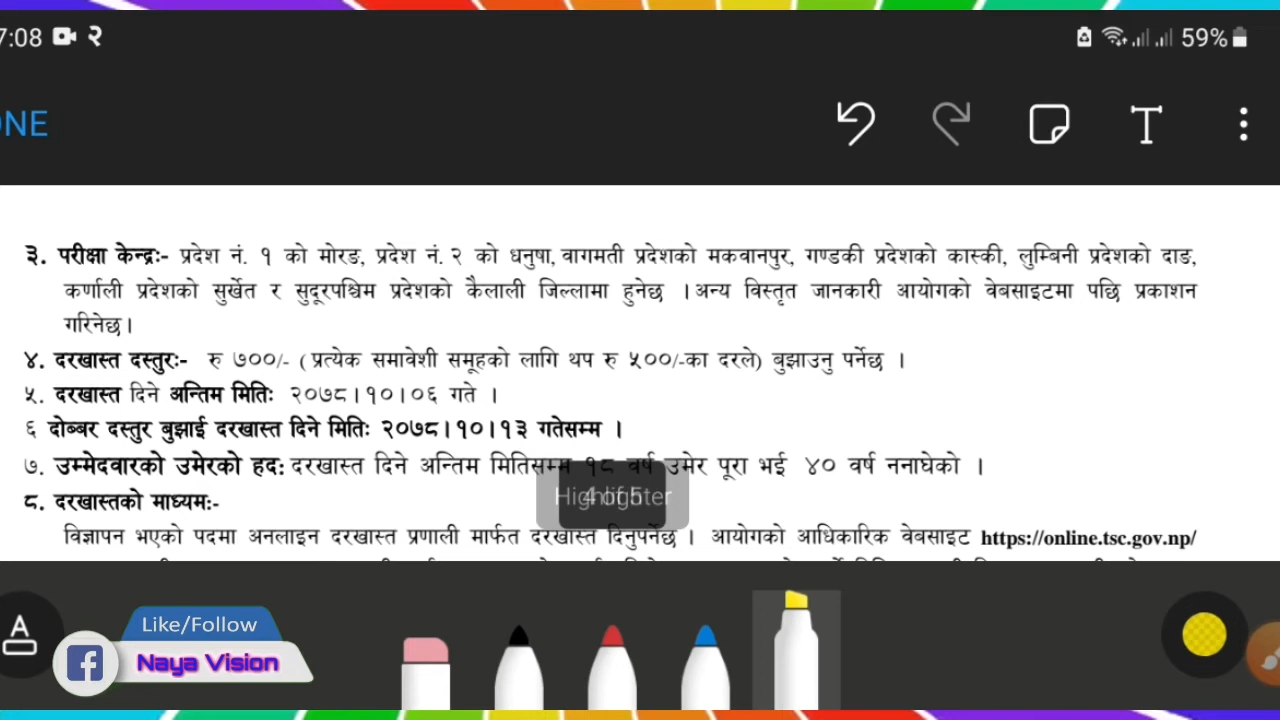 7:08 २ 59%
ONE T
३. परीक्षा केन्द्रः- प्रदेश नं. १ को मोरङ, प्रदेश नं. २ को धनुषा, वागमती प्रदेशको मकवानपुर, गण्डकी प्रदेशको कास्की, लुम्बिनी प्रदेशको दाङ,
कर्णाली प्रदेशको सुर्खेत र सुदूरपश्चिम प्रदेशको कैलाली जिल्लामा हुनेछ । अन्य विस्तृत जानकारी आयोगको वेबसाइटमा पछि प्रकाशन
गरिनेछ।
४. दरखास्त दस्तुरः- रु ७००/- ( प्रत्येक समावेशी समूहको लागि थप रु ५००/-का दरले) बुझाउनु पर्नेछ ।
५. दरखास्त दिने अन्तिम मितिः २०७८।१०।०६ गते ।
६ दोब्बर दस्तुर बुझाई दरखास्त दिने मितिः २०७८।१०।१३ गतेसम्म ।
७. उम्मेदवारको उमेरको हद: दरखास्त दिने अन्तिम मितिसम्म १८ वर्ष उमेर पूरा भई ४० वर्ष ननाघेको ।
८. दरखास्तको माध्यमः-
Highlighter
4 of 5
विज्ञापन भएको पदमा अनलाइन दरखास्त प्रणाली मार्फत दरखास्त दिनुपर्नेछ । आयोगको आधिकारिक वेबसाइट https://online.tsc.gov.np/
A
Like/Follow
Naya Vision